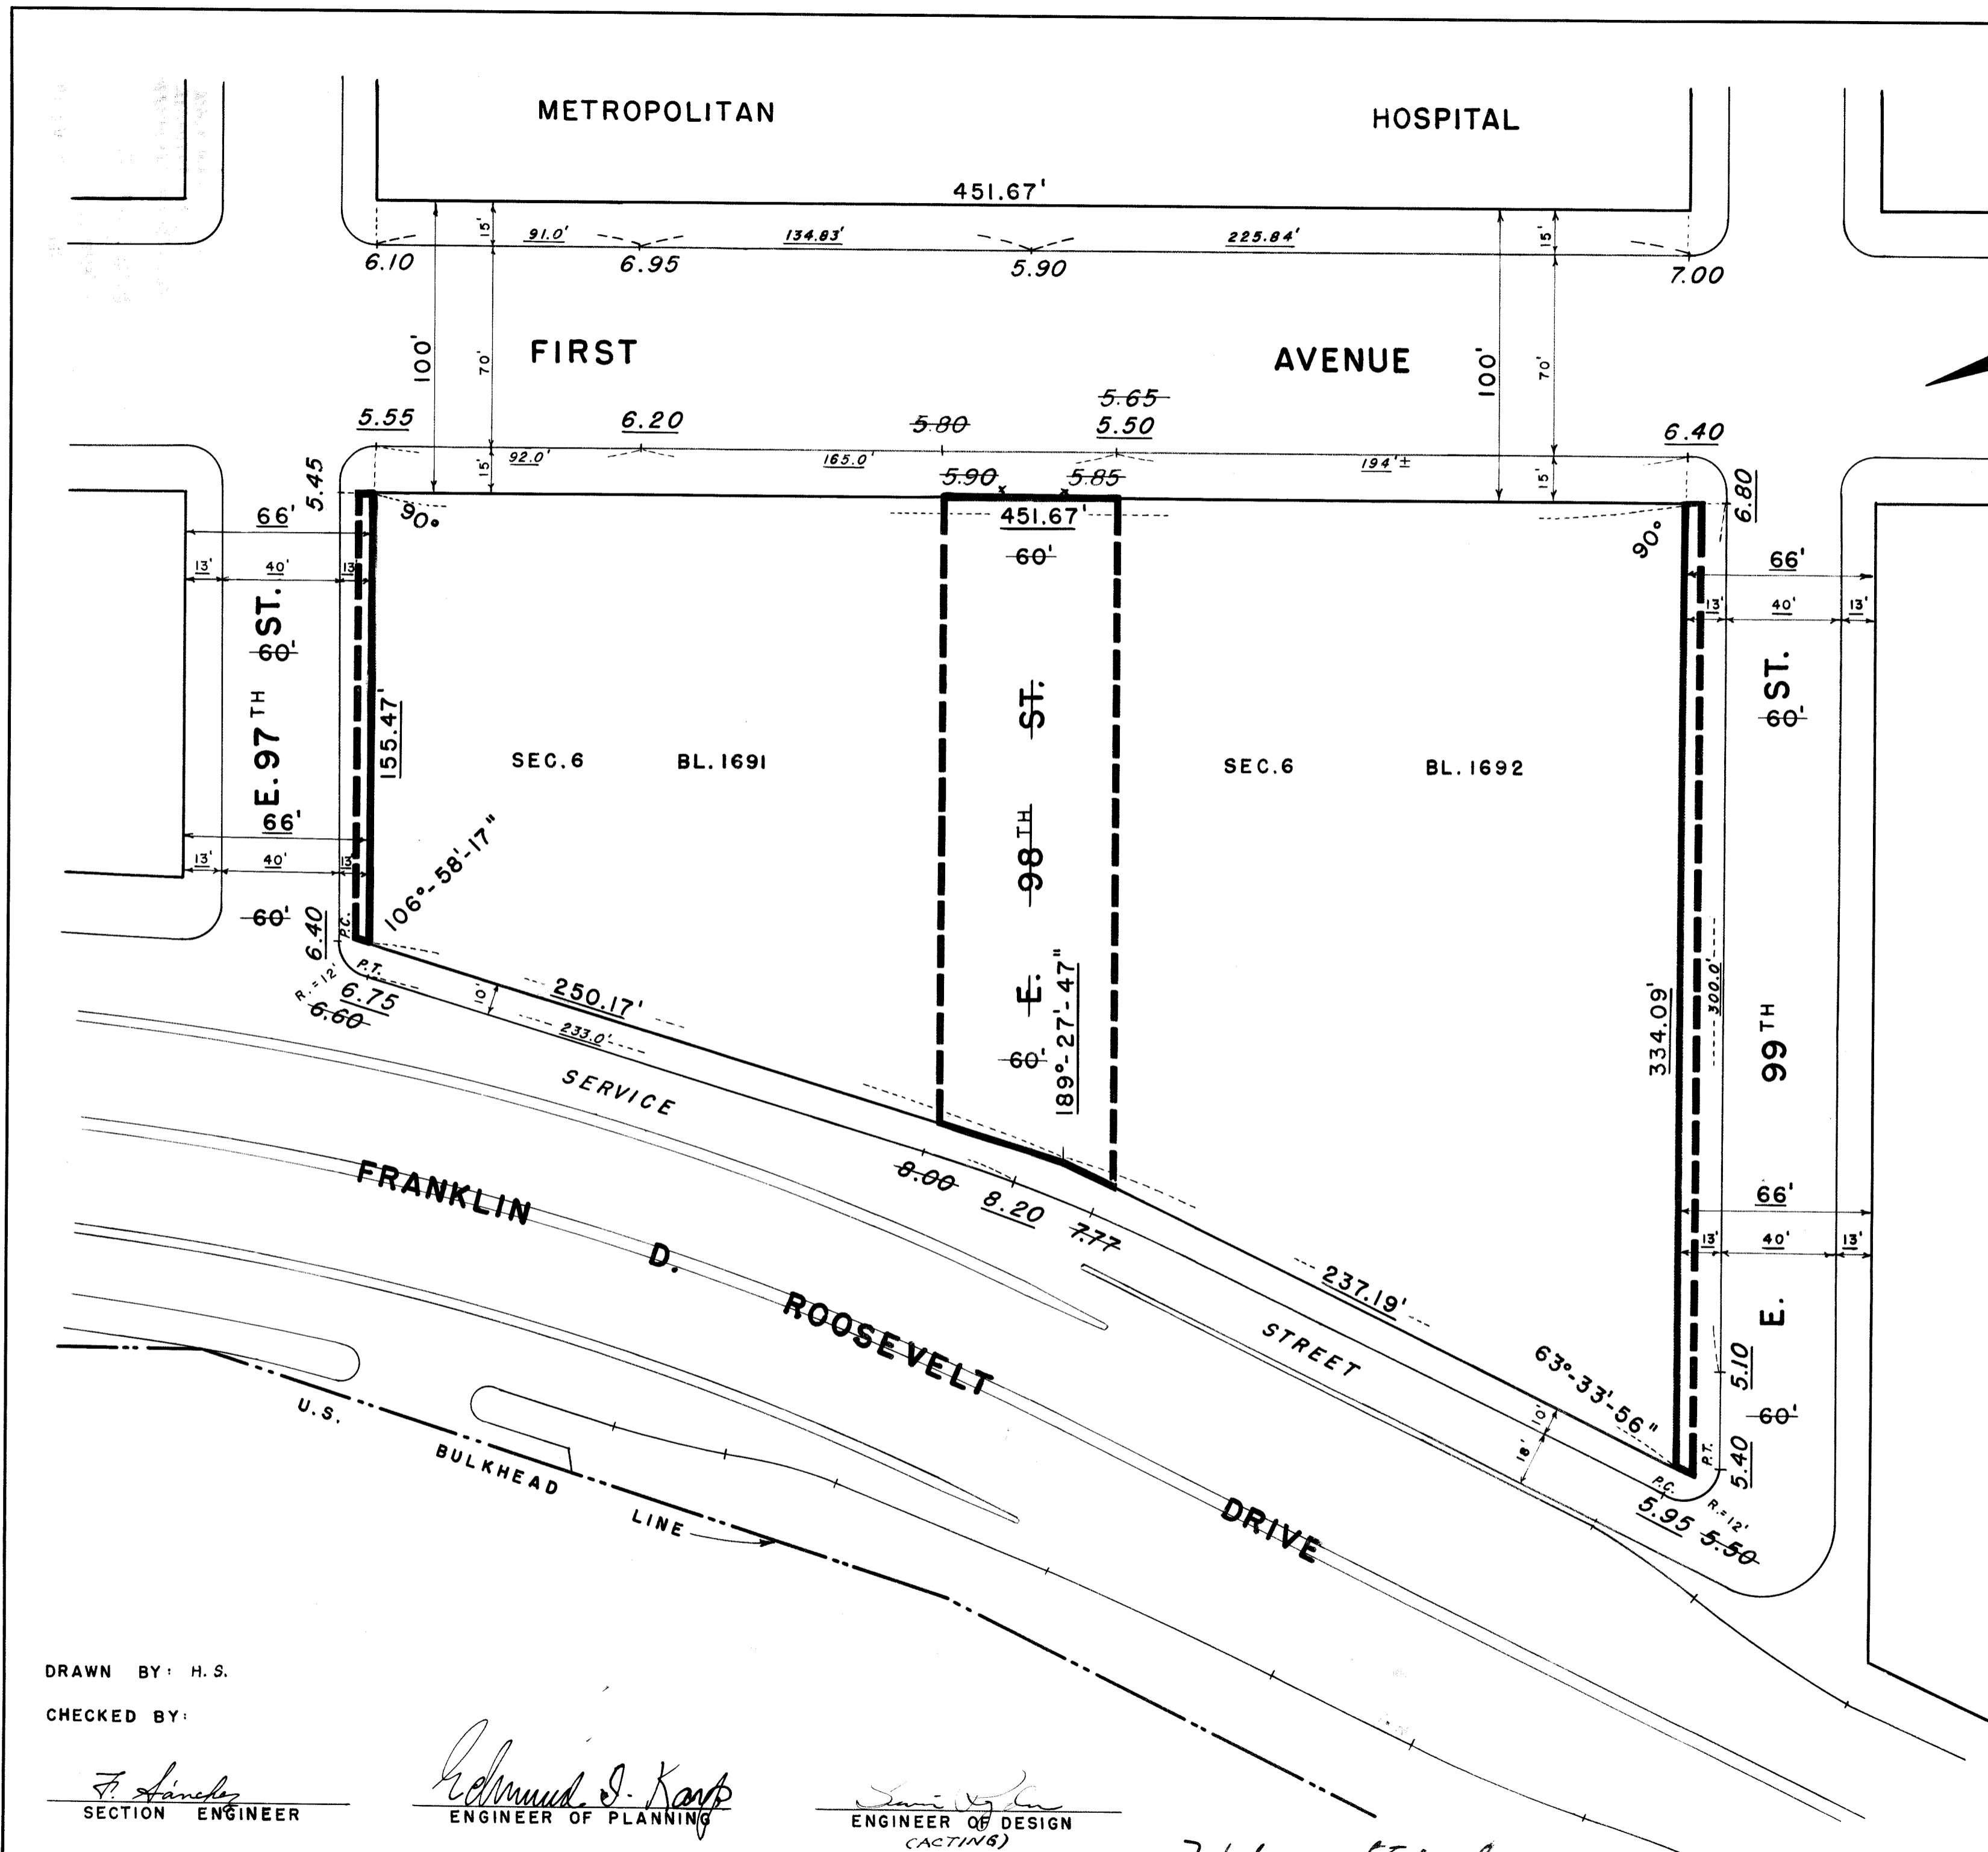 METROPOLITAN HOSPITAL
451.67'
15' 91.0' 134.83' 225.84' 15'
6.10 6.95 5.90 7.00
FIRST AVENUE
100' 70' 100' 70'
5.65
5.55 6.20 5.80 5.50 6.40
15' 92.0' 165.0' 194'± 15'
5.45 5.90 5.85 6.80
90° 451.67' 90°
66' 60' 66'
13' 40' 13' 13' 40' 13'
E. 97TH ST.
60'
155.47'
E. 98TH ST.
E. 99TH ST.
60'
SEC. 6 BL. 1691 SEC. 6 BL. 1692
66'
13' 40' 13'
106°-58'-17"
60' 6.40 P.C.
R.=12' P.T.
6.75
6.60
10' 250.17'
233.0'
60' 189°-27'-47"
334.09' 300.0'
SERVICE STREET
8.00 8.20 7.77
66'
13' 40' 13'
237.19'
63°-33'-56"
5.10
60'
10'
18'
P.T. 5.40
P.C. R.=12'
5.95 5.50
FRANKLIN D. ROOSEVELT DRIVE
U.S. BULKHEAD LINE
DRAWN BY: H.S.
CHECKED BY:
F. Sánchez
SECTION ENGINEER
Edmund I. Karp
ENGINEER OF PLANNING
ENGINEER OF DESIGN
(ACTING)